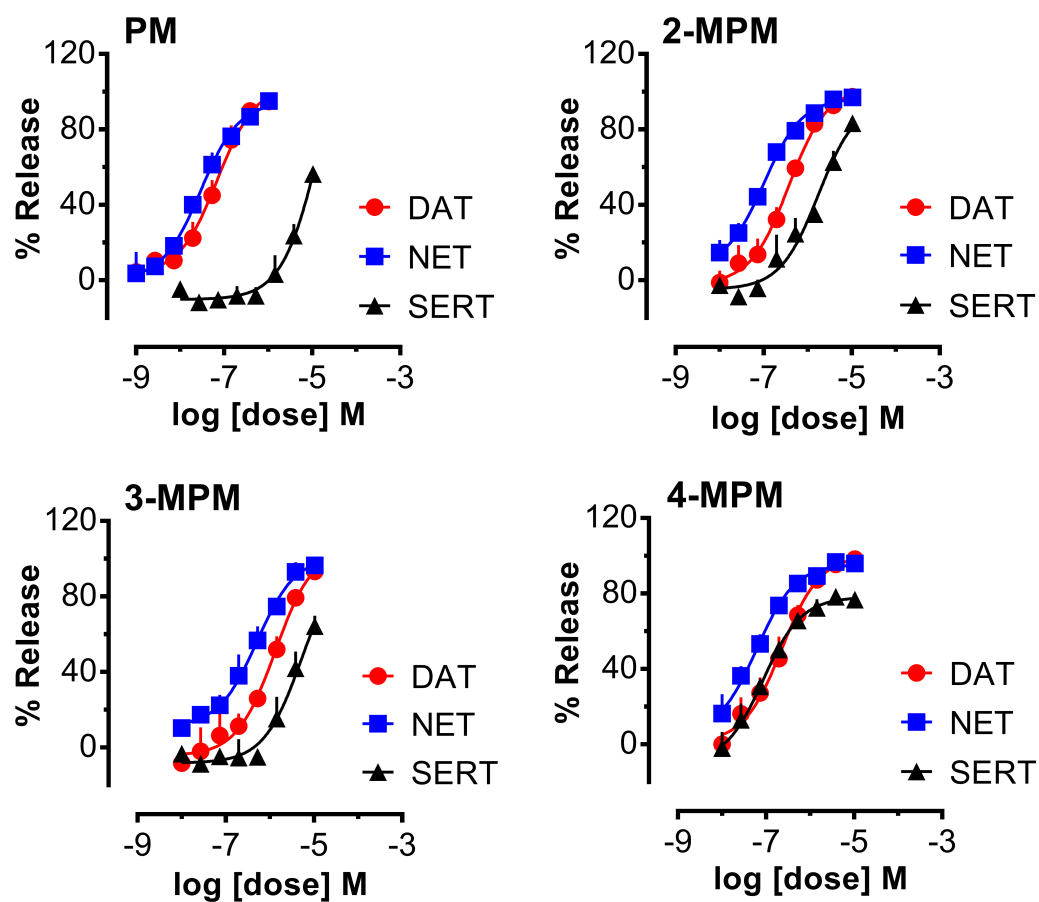 PM
120
80
40
0
% Release
DAT
NET
SERT
-9 -7 -5 -3
log [dose] M
2-MPM
120
80
40
0
% Release
DAT
NET
SERT
-9 -7 -5 -3
log [dose] M
3-MPM
120
80
40
0
% Release
DAT
NET
SERT
-9 -7 -5 -3
log [dose] M
4-MPM
120
80
40
0
% Release
DAT
NET
SERT
-9 -7 -5 -3
log [dose] M